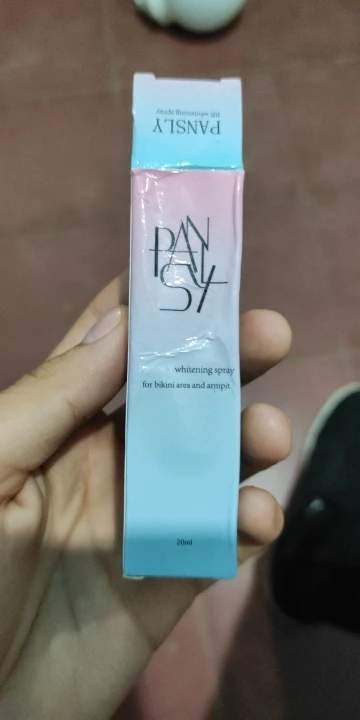 PANSLY
PANSLY
whitening spray
for bikini area and armpit
20ml